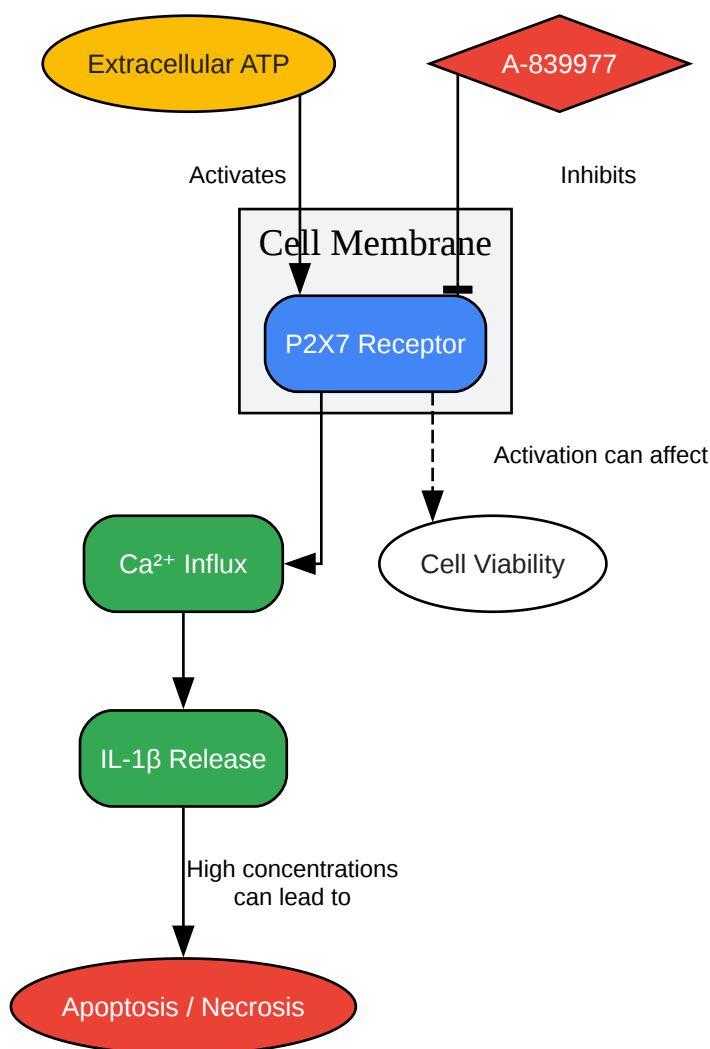 Extracellular ATP
A-839977
Activates
Inhibits
Cell Membrane
P2X7 Receptor
Activation can affect
Ca²⁺ Influx
Cell Viability
IL-1β Release
High concentrations
can lead to
Apoptosis / Necrosis